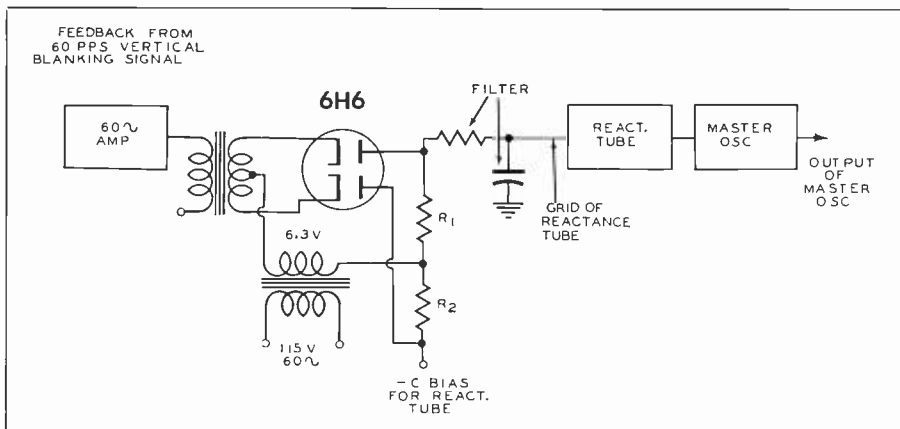 FEEDBACK FROM
60 PPS VERTICAL
BLANKING SIGNAL
60~
AMP
6H6
FILTER
REACT.
TUBE
MASTER
OSC
OUTPUT
OF
MASTER
OSC
GRID OF
REACTANCE
TUBE
R1
6.3 V
R2
115 V
60~
-C BIAS
FOR REACT.
TUBE